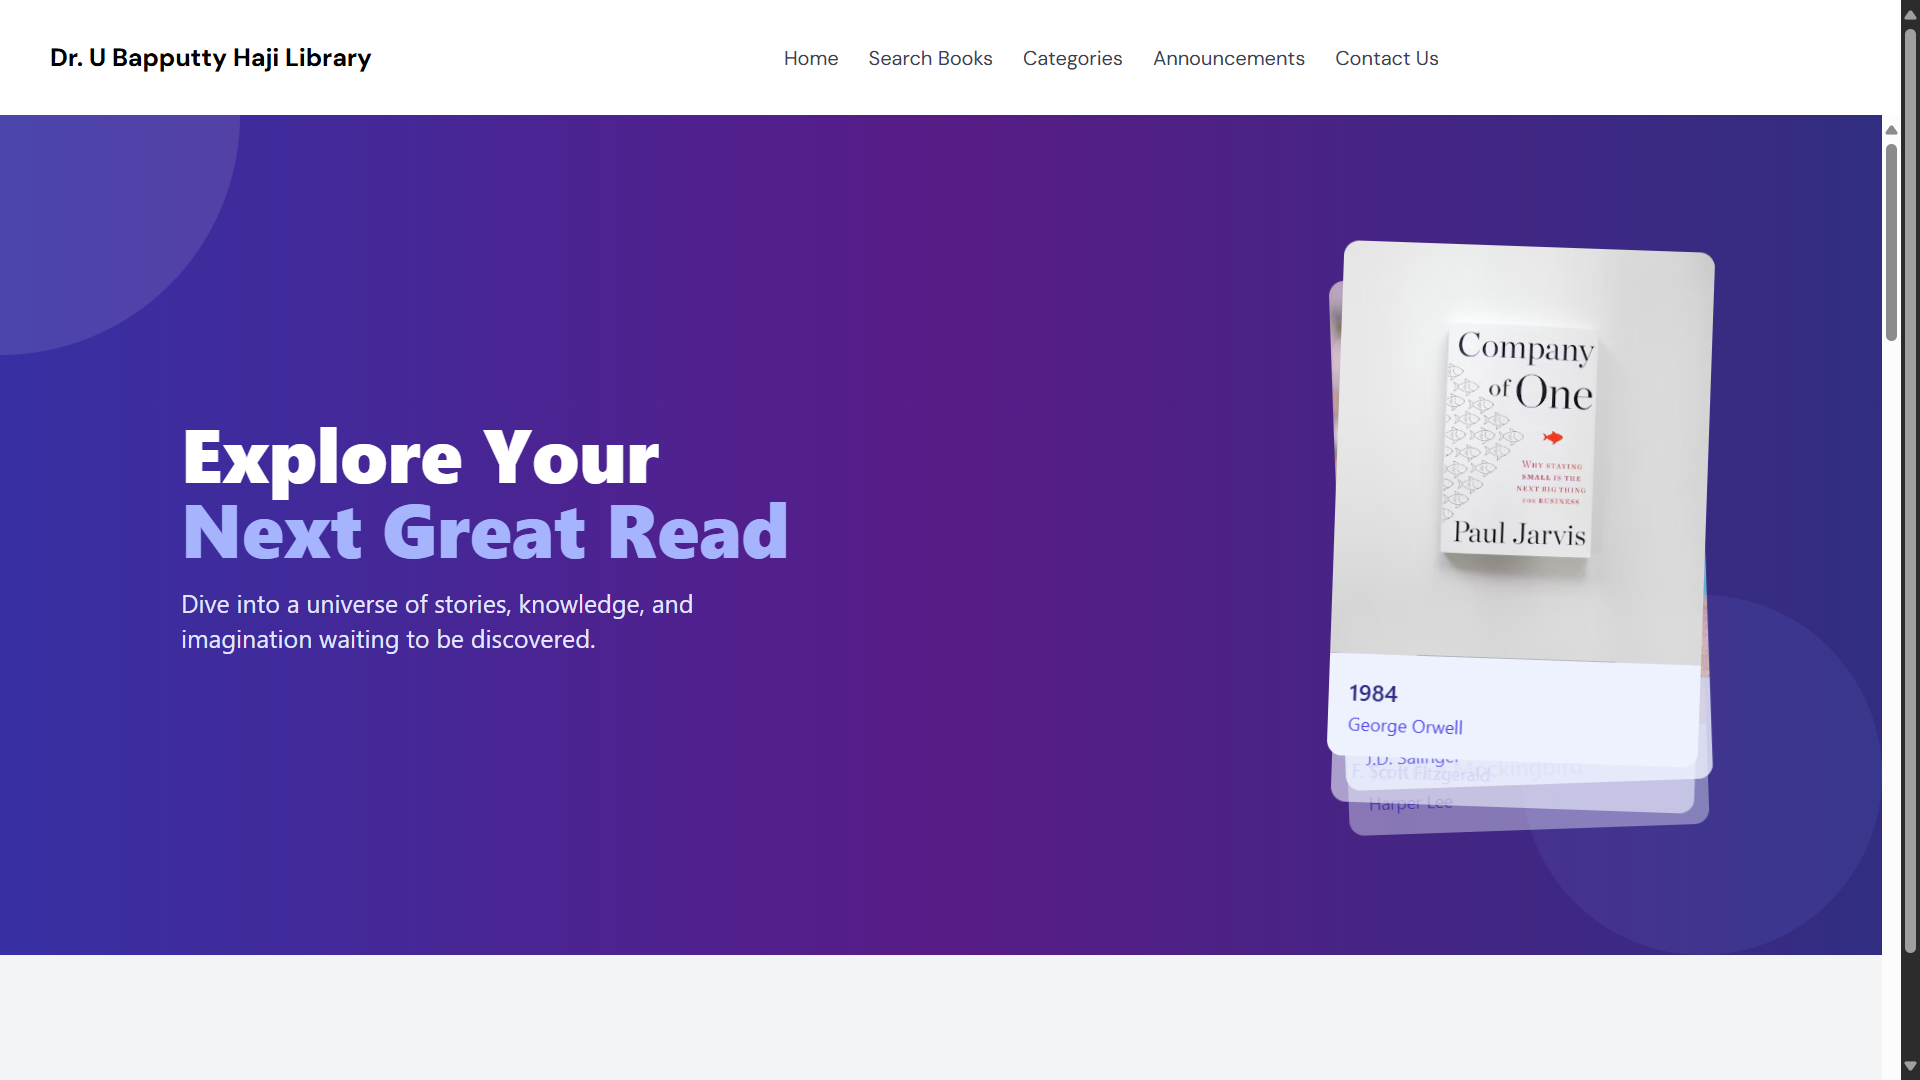 Dr. U Bapputty Haji Library
Home Search Books Categories Announcements Contact Us
Explore Your
Next Great Read
Dive into a universe of stories, knowledge, and
imagination waiting to be discovered.
Company
of One
WHY STAYING
SMALL IS THE
NEXT BIG THING
FOR BUSINESS
Paul Jarvis
1984
George Orwell
J.D. Salinger
F. Scott Fitzgerald
Mockingbird
Harper Lee